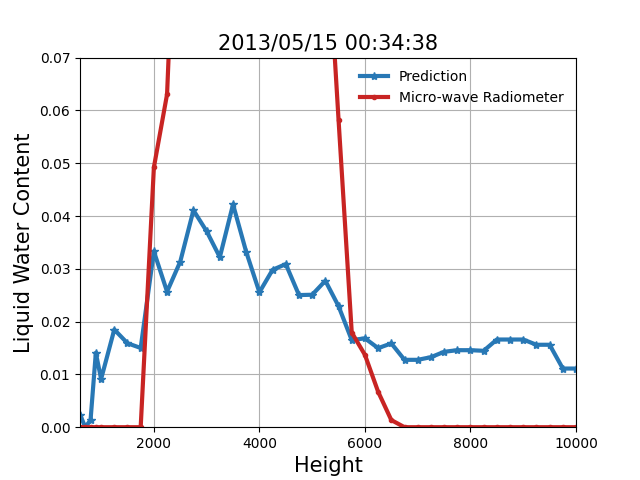 2013/05/15 00:34:38
Prediction
Micro-wave Radiometer
Liquid Water Content
0.07
0.06
0.05
0.04
0.03
0.02
0.01
0.00
2000 4000 6000 8000 10000
Height